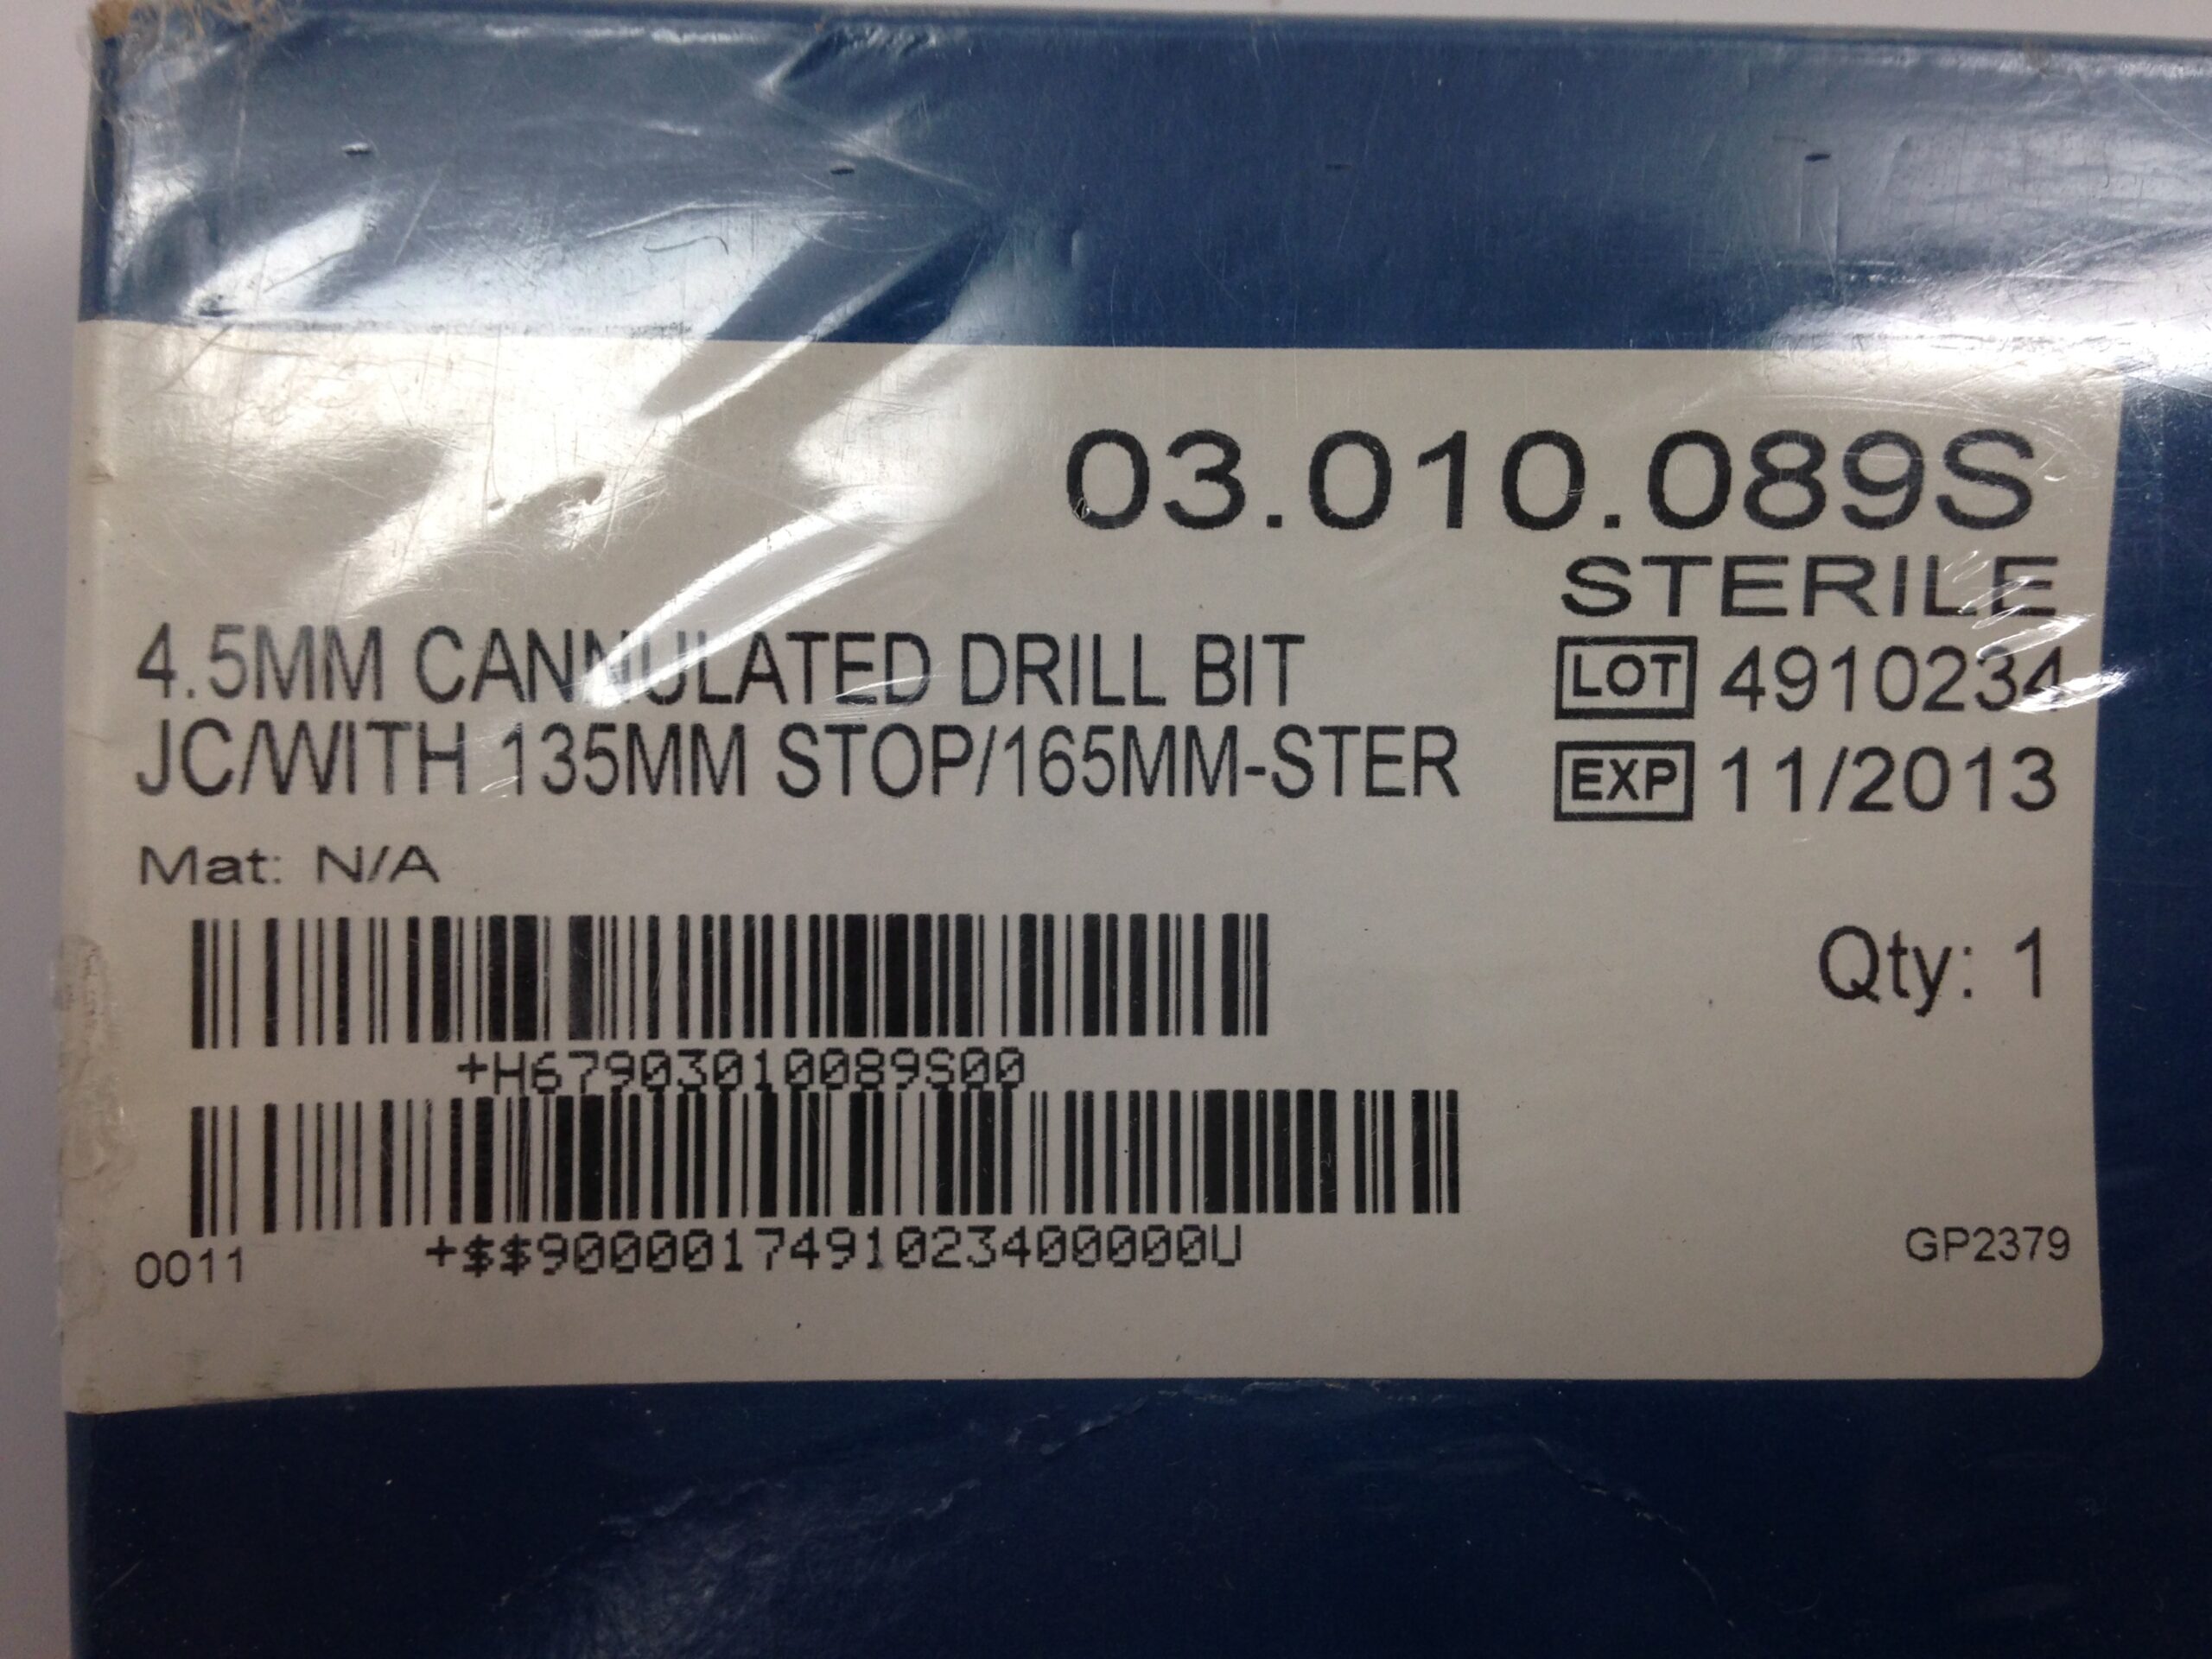 03.010.089S
STERILE
4.5MM CANNULATED DRILL BIT
JC/WITH 135MM STOP/165MM-STER
LOT 4910234
EXP 11/2013
Mat: N/A
Qty: 1
+H67903010089S00
+$$9000017491023400000U
0011
GP2379